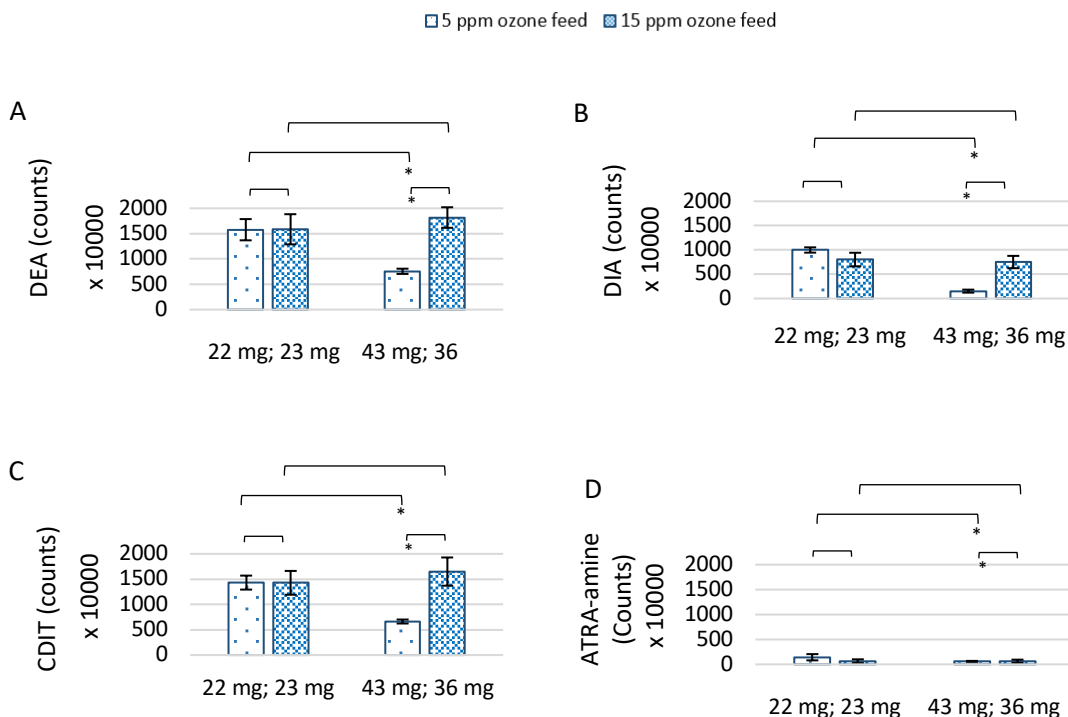 5 ppm ozone feed 15 ppm ozone feed
A
DEA (counts)
x 10000
2000
1500
1000
500
0
*
*
22 mg; 23 mg 43 mg; 36
B
DIA (counts)
x 10000
2000
1500
1000
500
0
*
*
22 mg; 23 mg 43 mg; 36 mg
C
CDIT (counts)
x 10000
2000
1500
1000
500
0
*
*
22 mg; 23 mg 43 mg; 36 mg
D
ATRA-amine
(Counts)
x 10000
2000
1500
1000
500
0
*
*
22 mg; 23 mg 43 mg; 36 mg